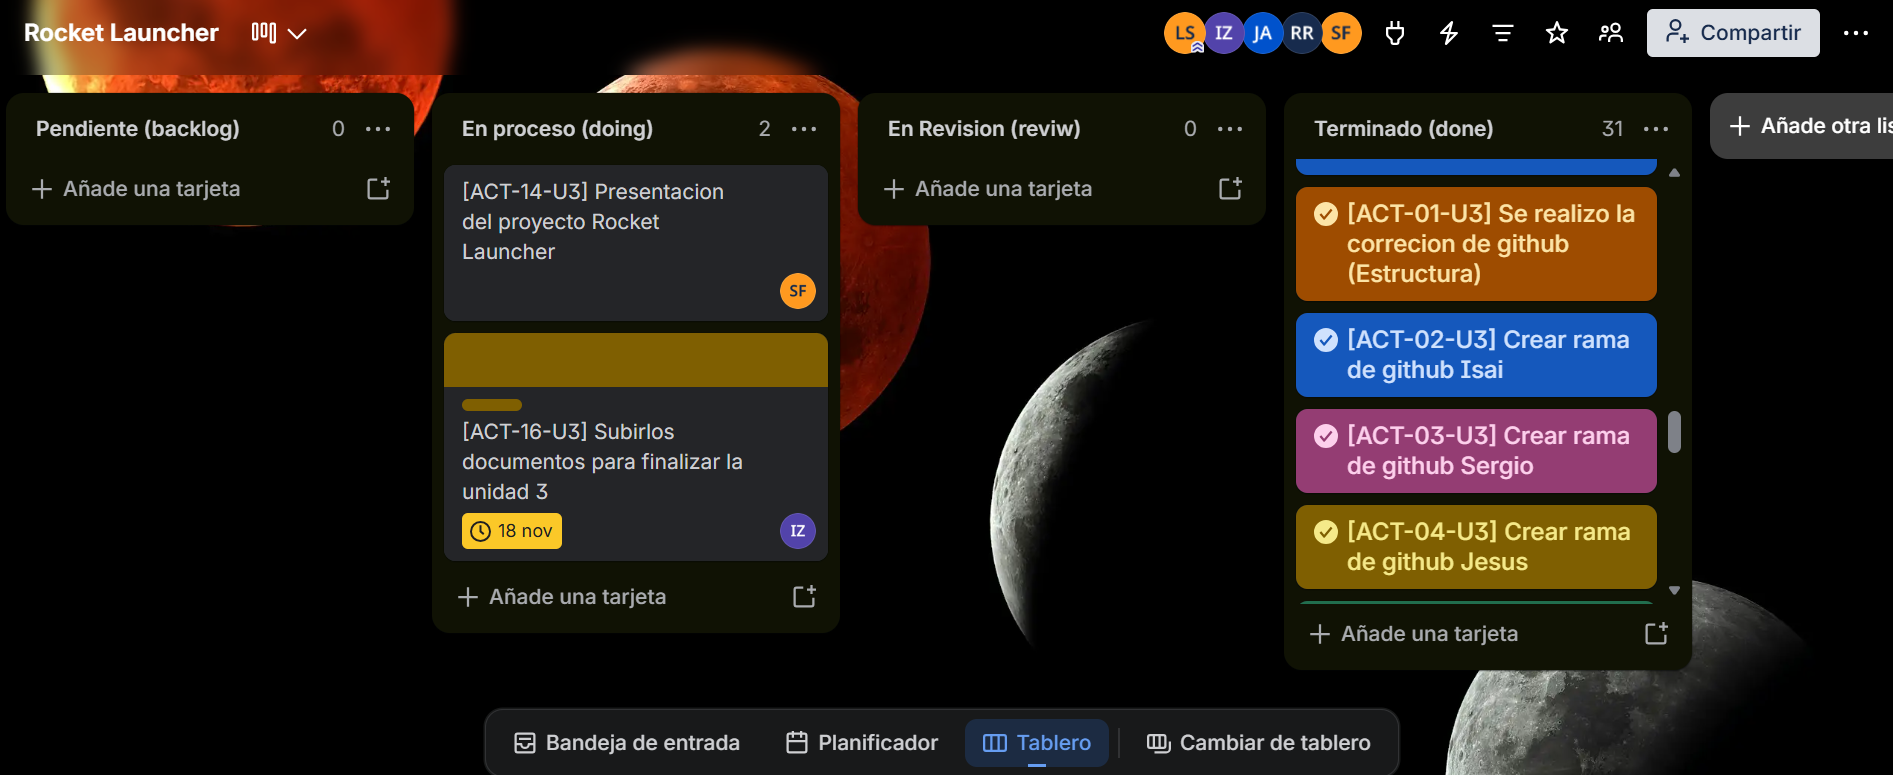 Rocket Launcher
LS IZ JA RR SF
Compartir
Pendiente (backlog) 0
Añade una tarjeta
En proceso (doing) 2
[ACT-14-U3] Presentacion
del proyecto Rocket
Launcher
SF
[ACT-16-U3] Subirlos
documentos para finalizar la
unidad 3
18 nov
IZ
Añade una tarjeta
En Revision (reviw) 0
Añade una tarjeta
Terminado (done) 31
[ACT-01-U3] Se realizo la
correcion de github
(Estructura)
[ACT-02-U3] Crear rama
de github Isai
[ACT-03-U3] Crear rama
de github Sergio
[ACT-04-U3] Crear rama
de github Jesus
Añade una tarjeta
Añade otra lis
Bandeja de entrada
Planificador
Tablero
Cambiar de tablero